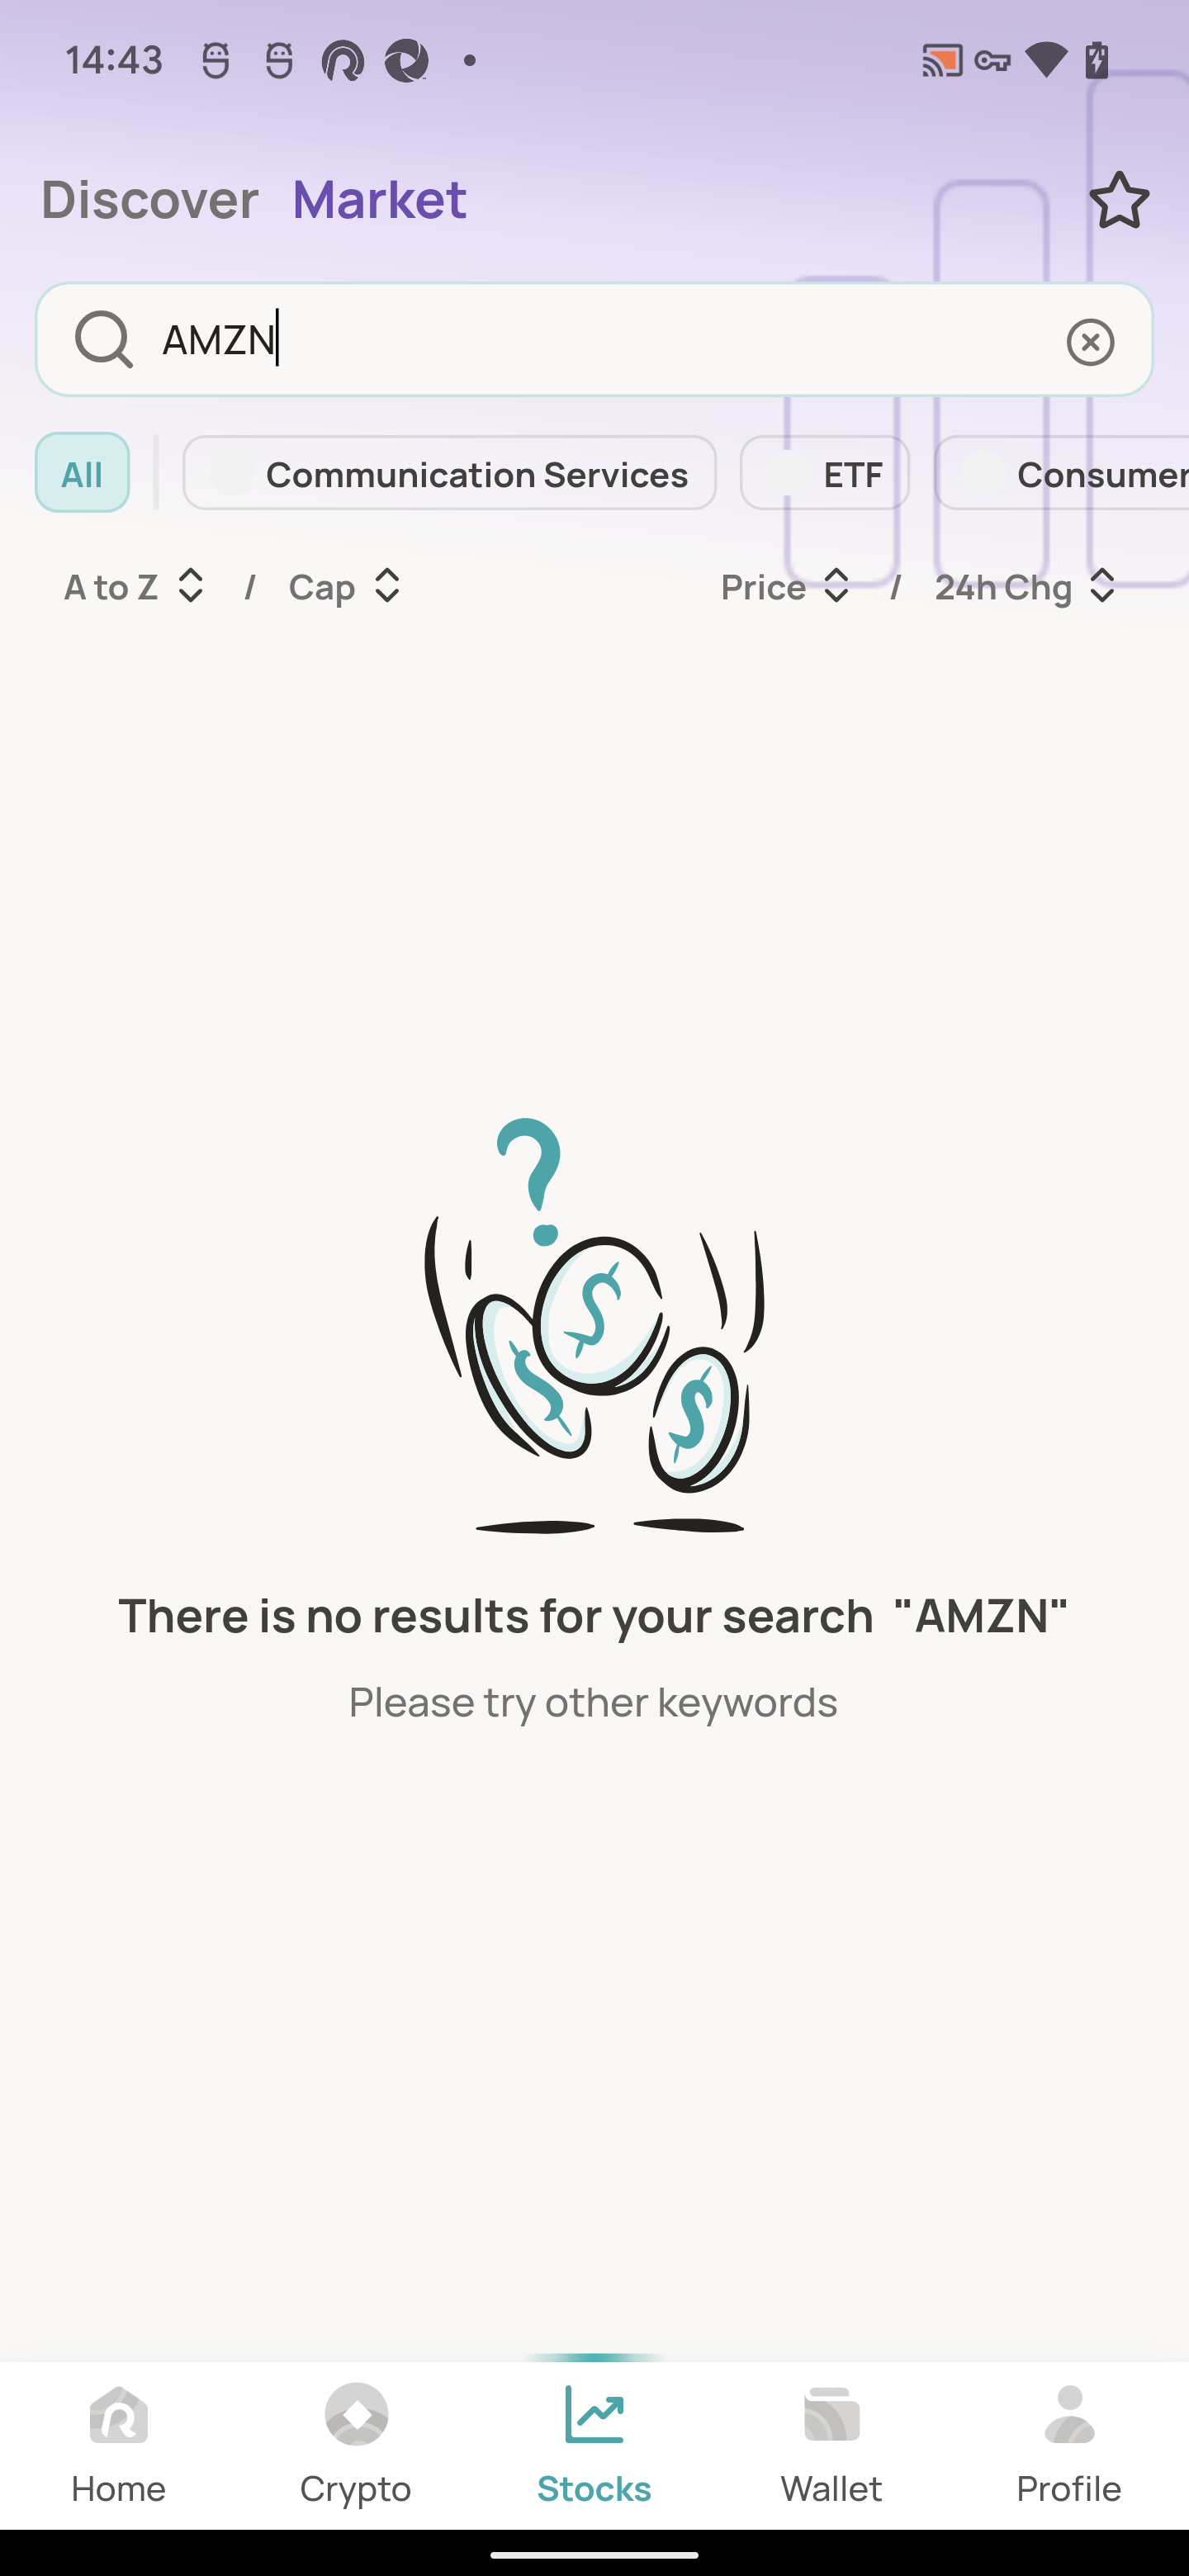 14:43
Discover Market
AMZN
All Communication Services ETF Consumer
A to Z / Cap Price / 24h Chg
There is no results for your search "AMZN"
Please try other keywords
Home Crypto Stocks Wallet Profile